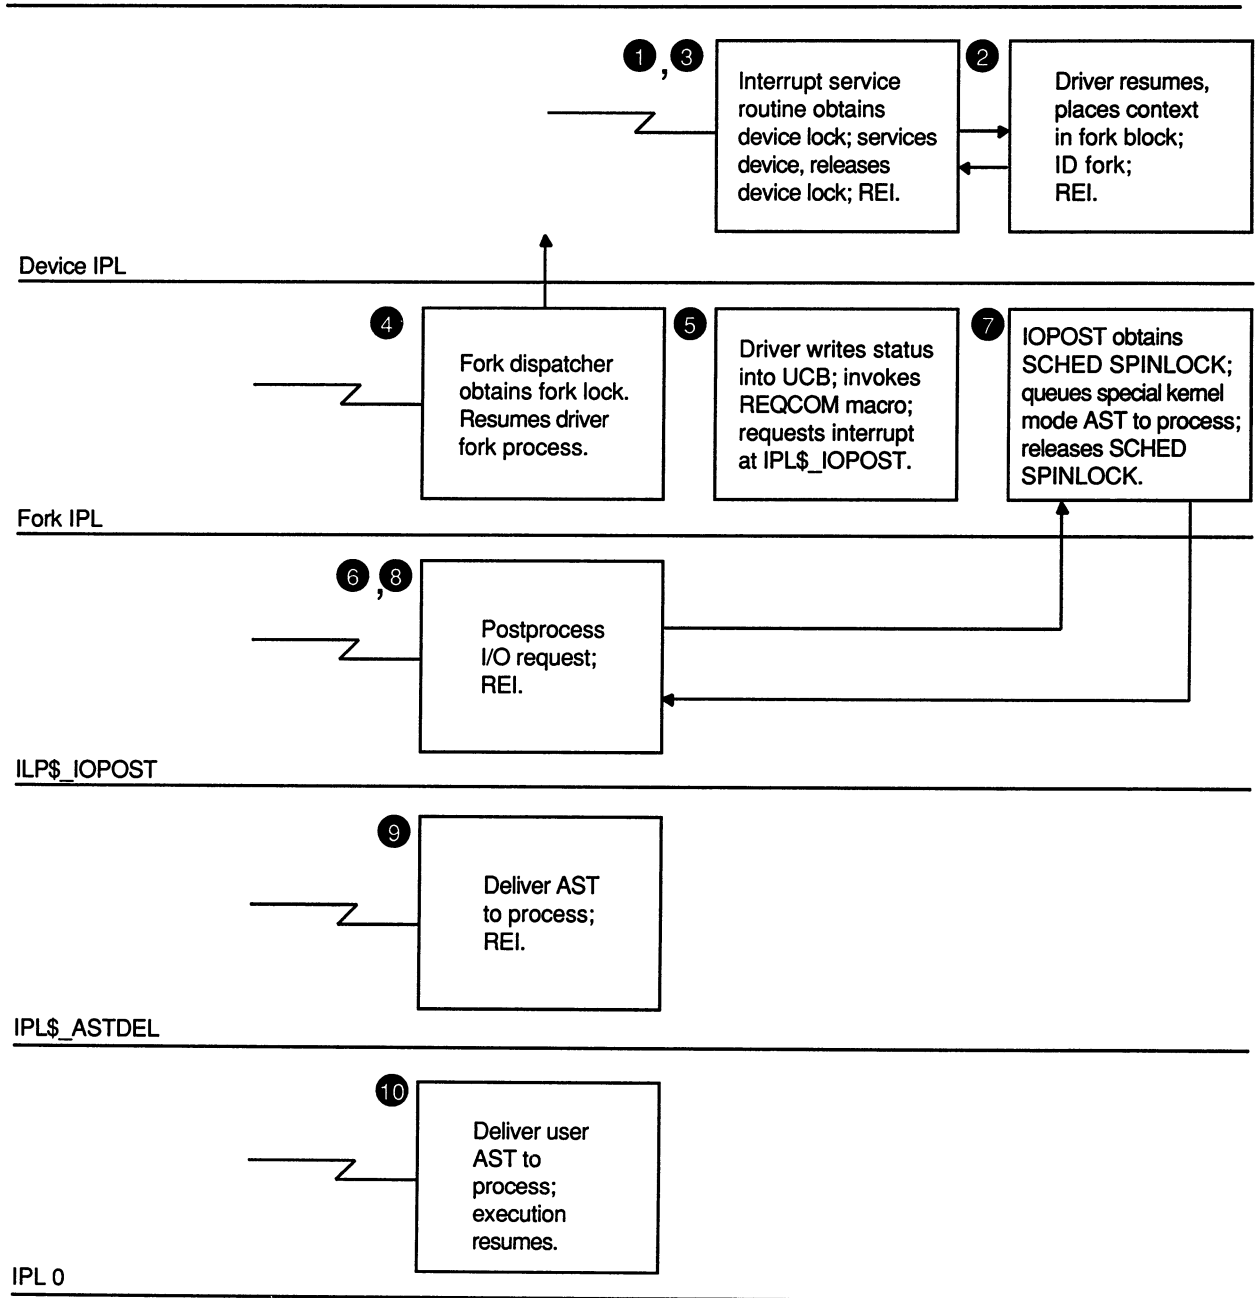 1 , 3
Interrupt service
routine obtains
device lock; services
device, releases
device lock; REI.
2
Driver resumes,
places context
in fork block;
ID fork;
REI.
Device IPL
4
Fork dispatcher
obtains fork lock.
Resumes driver
fork process.
5
Driver writes status
into UCB; invokes
REQCOM macro;
requests interrupt
at IPL$_IOPOST.
7
IOPOST obtains
SCHED SPINLOCK;
queues special kernel
mode AST to process;
releases SCHED
SPINLOCK.
Fork IPL
6 , 8
Postprocess
I/O request;
REI.
ILP$_IOPOST
9
Deliver AST
to process;
REI.
IPL$_ASTDEL
10
Deliver user
AST to
process;
execution
resumes.
IPL 0